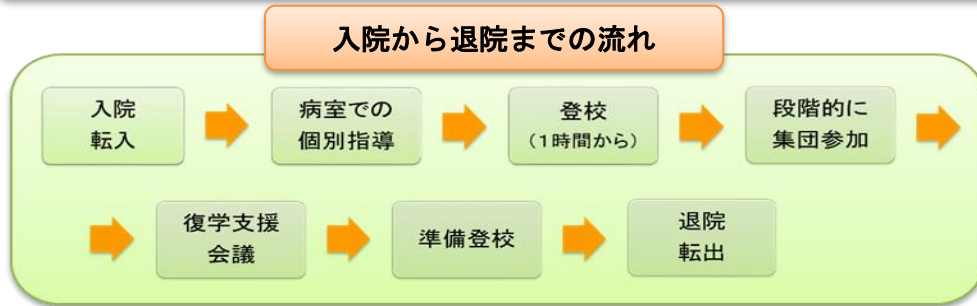 入院から退院までの流れ
入院
転入
病室での
個別指導
登校
（1時間から）
段階的に
集団参加
復学支援
会議
準備登校
退院
転出